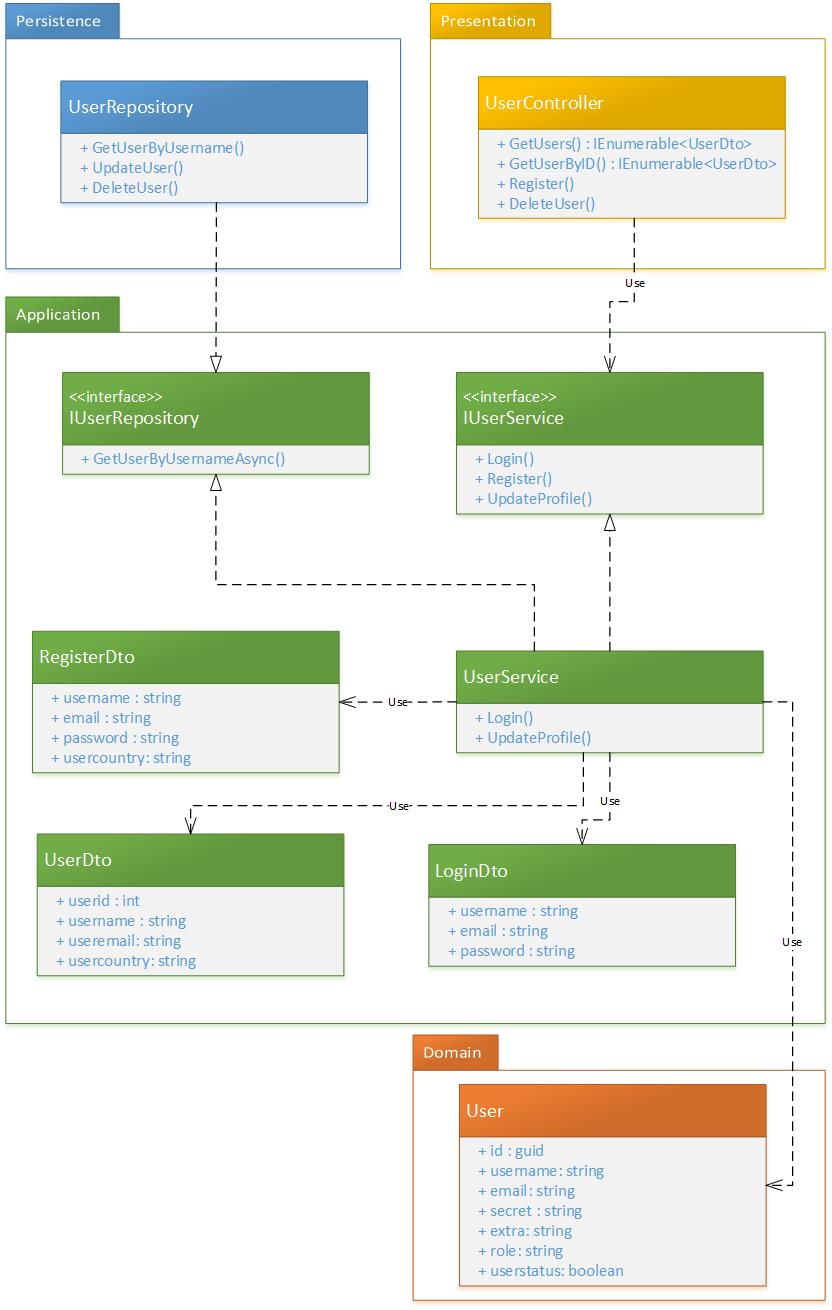 Persistence
UserRepository
+ GetUserByUsername()
+ UpdateUser()
+ DeleteUser()
Presentation
UserController
+ GetUsers() : IEnumerable<UserDto>
+ GetUserByID() : IEnumerable<UserDto>
+ Register()
+ DeleteUser()
Use
Application
<<interface>>
IUserRepository
+ GetUserByUsernameAsync()
<<interface>>
IUserService
+ Login()
+ Register()
+ UpdateProfile()
RegisterDto
+ username : string
+ email : string
+ password : string
+ usercountry: string
Use
UserService
+ Login()
+ UpdateProfile()
Use
Use
UserDto
+ userid : int
+ username : string
+ useremail: string
+ usercountry: string
LoginDto
+ username : string
+ email : string
+ password : string
Use
Domain
User
+ id : guid
+ username: string
+ email: string
+ secret : string
+ extra: string
+ role: string
+ userstatus: boolean